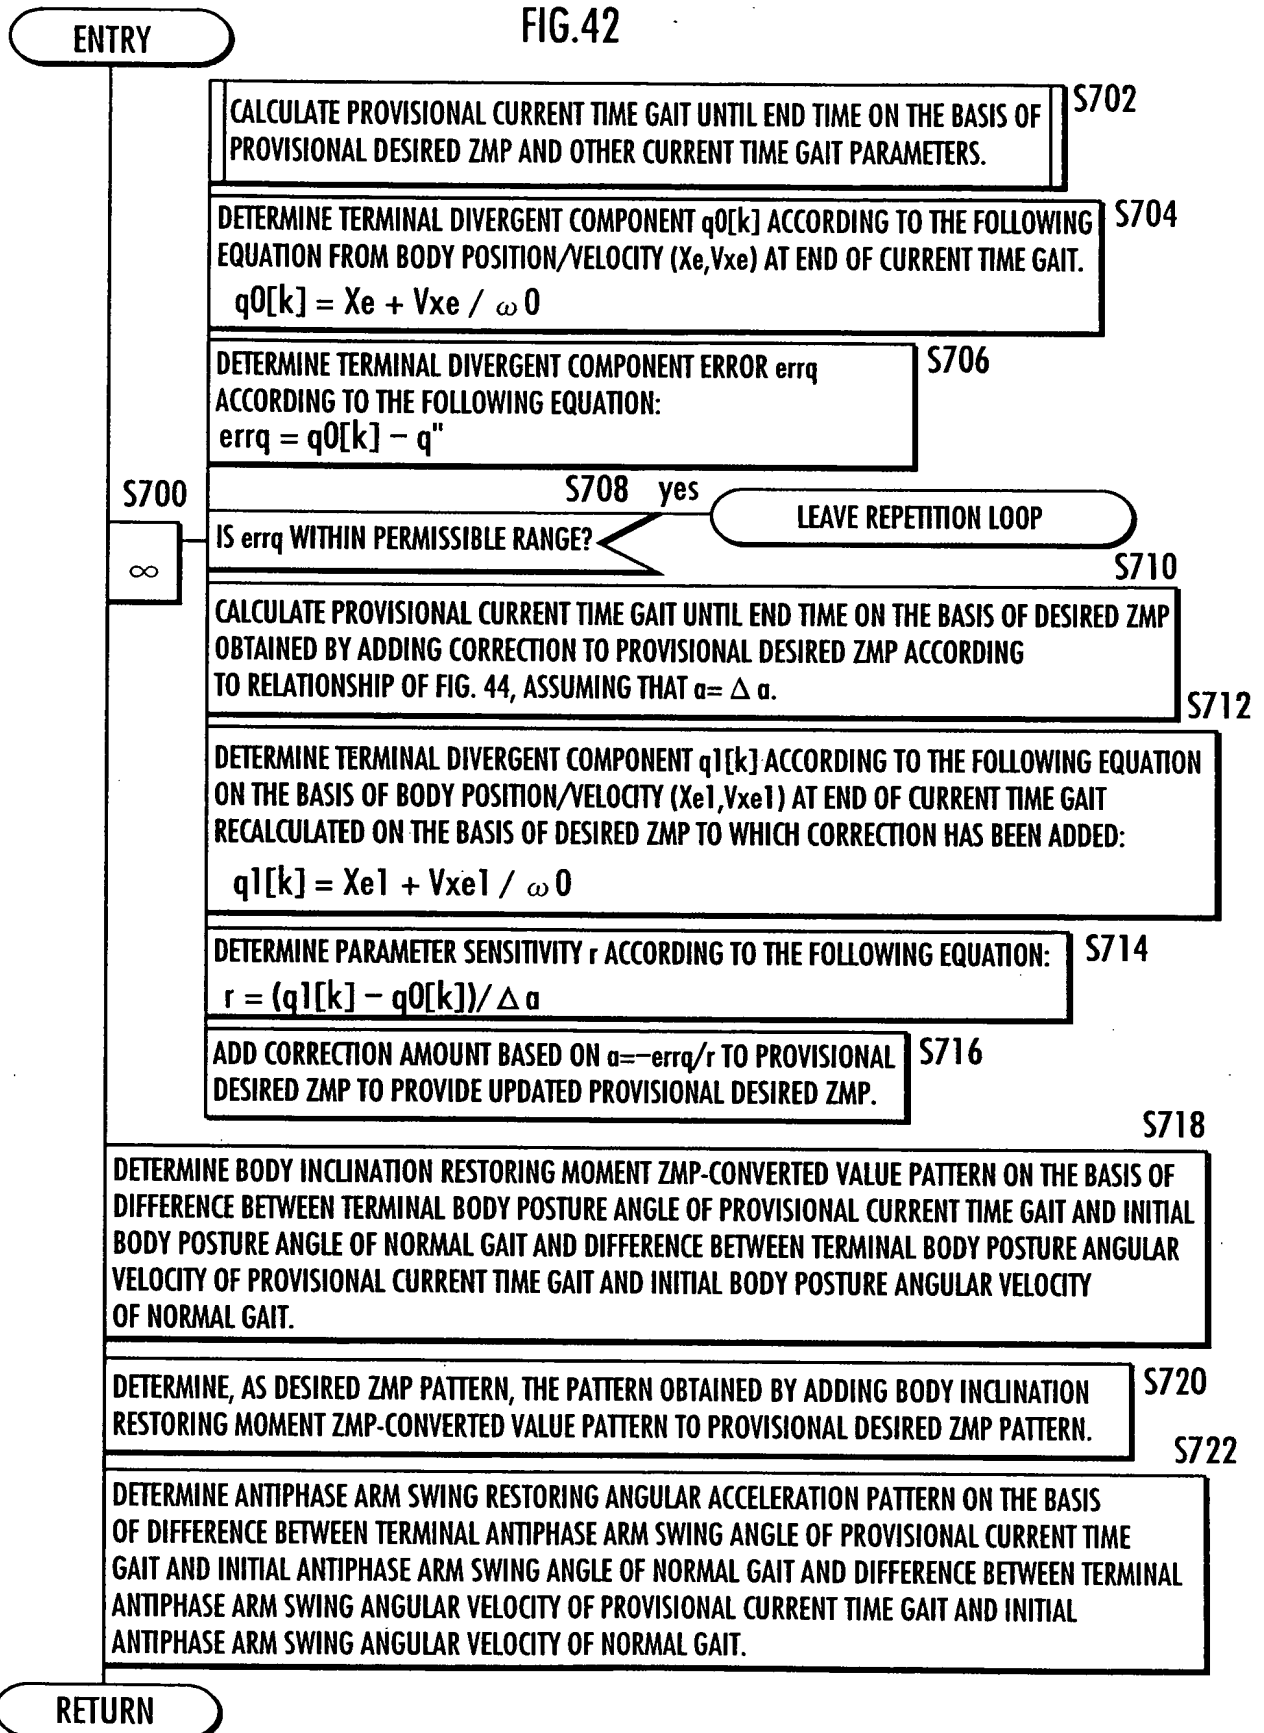 FIG.42
ENTRY
S702
CALCULATE PROVISIONAL CURRENT TIME GAIT UNTIL END TIME ON THE BASIS OF
PROVISIONAL DESIRED ZMP AND OTHER CURRENT TIME GAIT PARAMETERS.
S704
DETERMINE TERMINAL DIVERGENT COMPONENT q0[k] ACCORDING TO THE FOLLOWING
EQUATION FROM BODY POSITION/VELOCITY (Xe,Vxe) AT END OF CURRENT TIME GAIT.
q0[k] = Xe + Vxe / ω0
S706
DETERMINE TERMINAL DIVERGENT COMPONENT ERROR errq
ACCORDING TO THE FOLLOWING EQUATION:
errq = q0[k] − q"
S700
∞
S708 yes
IS errq WITHIN PERMISSIBLE RANGE?
LEAVE REPETITION LOOP
S710
CALCULATE PROVISIONAL CURRENT TIME GAIT UNTIL END TIME ON THE BASIS OF DESIRED ZMP
OBTAINED BY ADDING CORRECTION TO PROVISIONAL DESIRED ZMP ACCORDING
TO RELATIONSHIP OF FIG. 44, ASSUMING THAT a= Δ a.
S712
DETERMINE TERMINAL DIVERGENT COMPONENT q1[k] ACCORDING TO THE FOLLOWING EQUATION
ON THE BASIS OF BODY POSITION/VELOCITY (Xe1,Vxe1) AT END OF CURRENT TIME GAIT
RECALCULATED ON THE BASIS OF DESIRED ZMP TO WHICH CORRECTION HAS BEEN ADDED:
q1[k] = Xe1 + Vxe1 / ω0
S714
DETERMINE PARAMETER SENSITIVITY r ACCORDING TO THE FOLLOWING EQUATION:
r = (q1[k] − q0[k])/ Δ a
S716
ADD CORRECTION AMOUNT BASED ON a=−errq/r TO PROVISIONAL
DESIRED ZMP TO PROVIDE UPDATED PROVISIONAL DESIRED ZMP.
S718
DETERMINE BODY INCLINATION RESTORING MOMENT ZMP-CONVERTED VALUE PATTERN ON THE BASIS OF
DIFFERENCE BETWEEN TERMINAL BODY POSTURE ANGLE OF PROVISIONAL CURRENT TIME GAIT AND INITIAL
BODY POSTURE ANGLE OF NORMAL GAIT AND DIFFERENCE BETWEEN TERMINAL BODY POSTURE ANGULAR
VELOCITY OF PROVISIONAL CURRENT TIME GAIT AND INITIAL BODY POSTURE ANGULAR VELOCITY
OF NORMAL GAIT.
S720
DETERMINE, AS DESIRED ZMP PATTERN, THE PATTERN OBTAINED BY ADDING BODY INCLINATION
RESTORING MOMENT ZMP-CONVERTED VALUE PATTERN TO PROVISIONAL DESIRED ZMP PATTERN.
S722
DETERMINE ANTIPHASE ARM SWING RESTORING ANGULAR ACCELERATION PATTERN ON THE BASIS
OF DIFFERENCE BETWEEN TERMINAL ANTIPHASE ARM SWING ANGLE OF PROVISIONAL CURRENT TIME
GAIT AND INITIAL ANTIPHASE ARM SWING ANGLE OF NORMAL GAIT AND DIFFERENCE BETWEEN TERMINAL
ANTIPHASE ARM SWING ANGULAR VELOCITY OF PROVISIONAL CURRENT TIME GAIT AND INITIAL
ANTIPHASE ARM SWING ANGULAR VELOCITY OF NORMAL GAIT.
RETURN